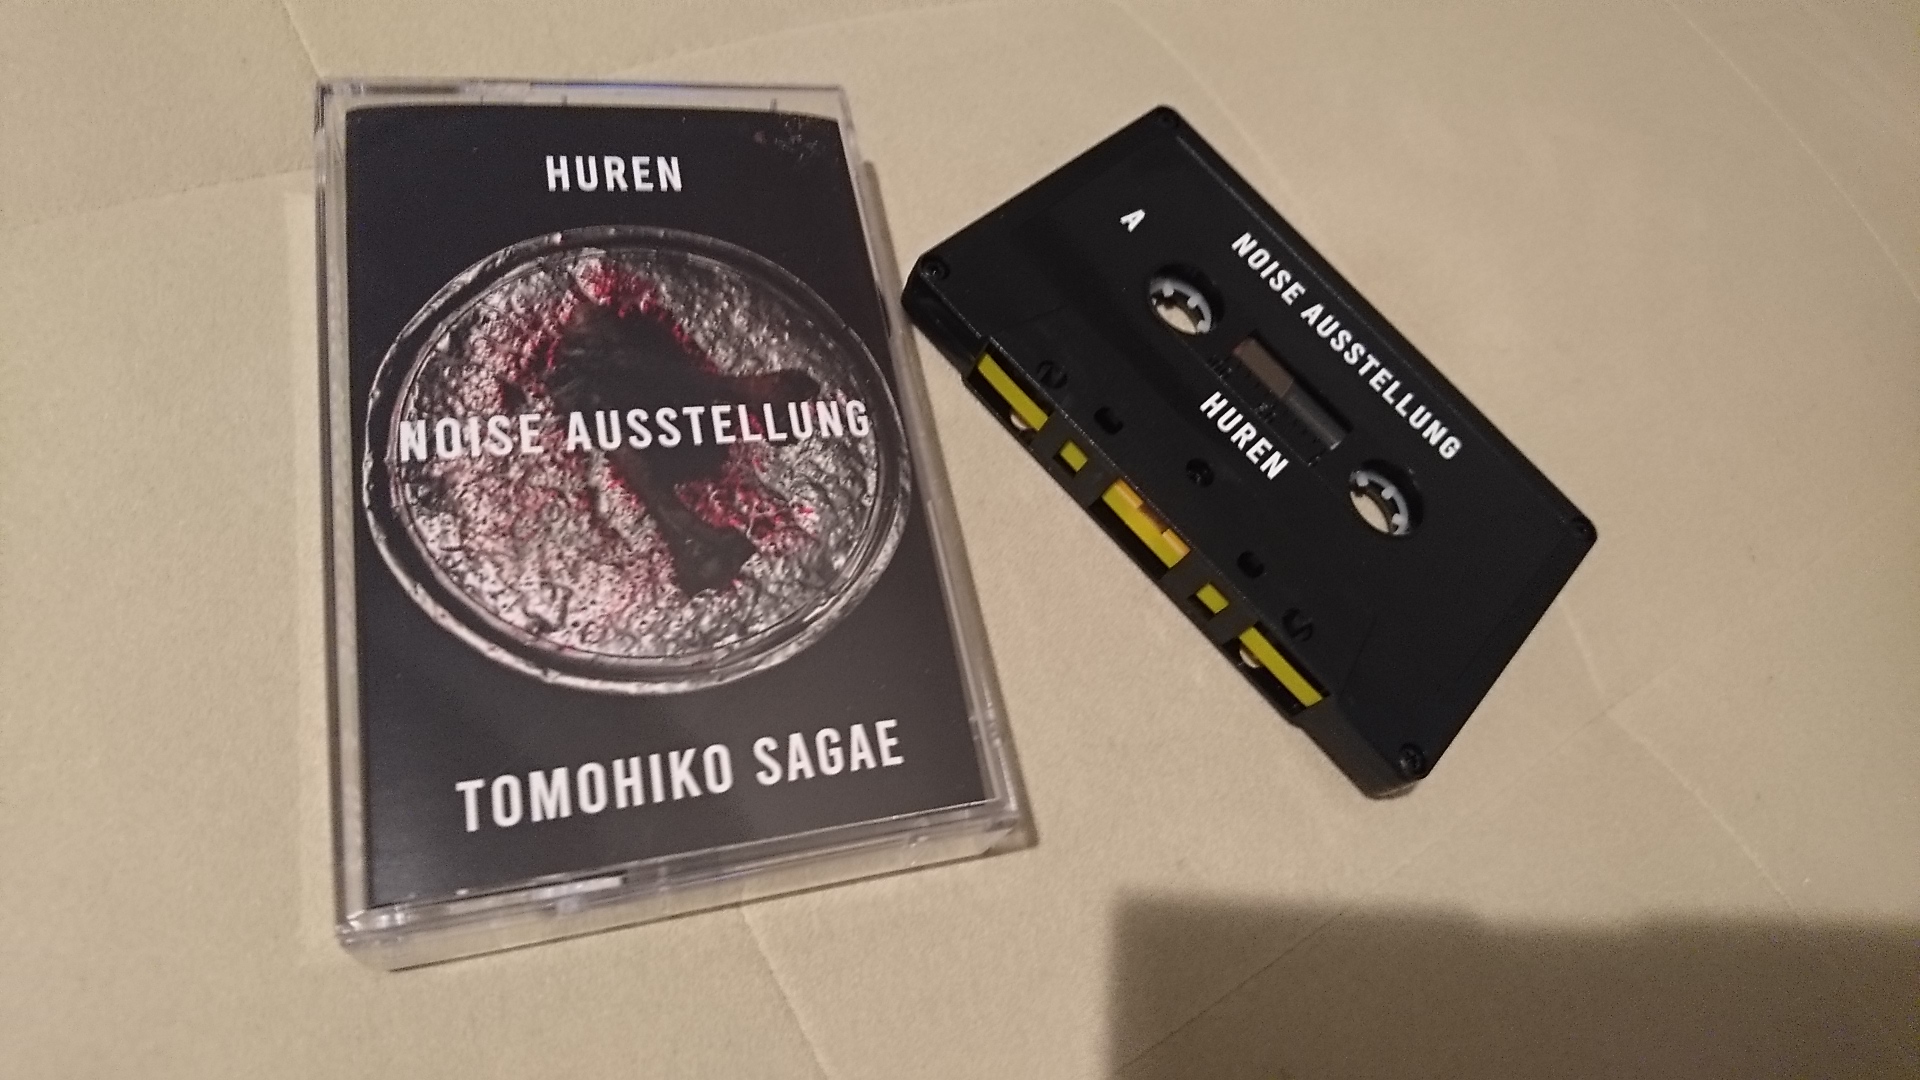 HUREN
NOISE AUSSTELLUNG
TOMOHIKO SAGAE
A
NOISE AUSSTELLUNG
HUREN